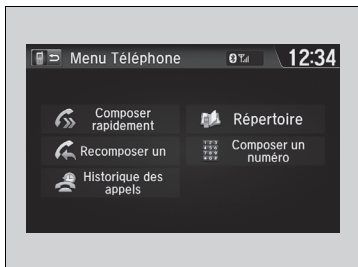 Menu Téléphone
12:34
Composer
rapidement
Répertoire
Recomposer un
Composer un
numéro
Historique des
appels